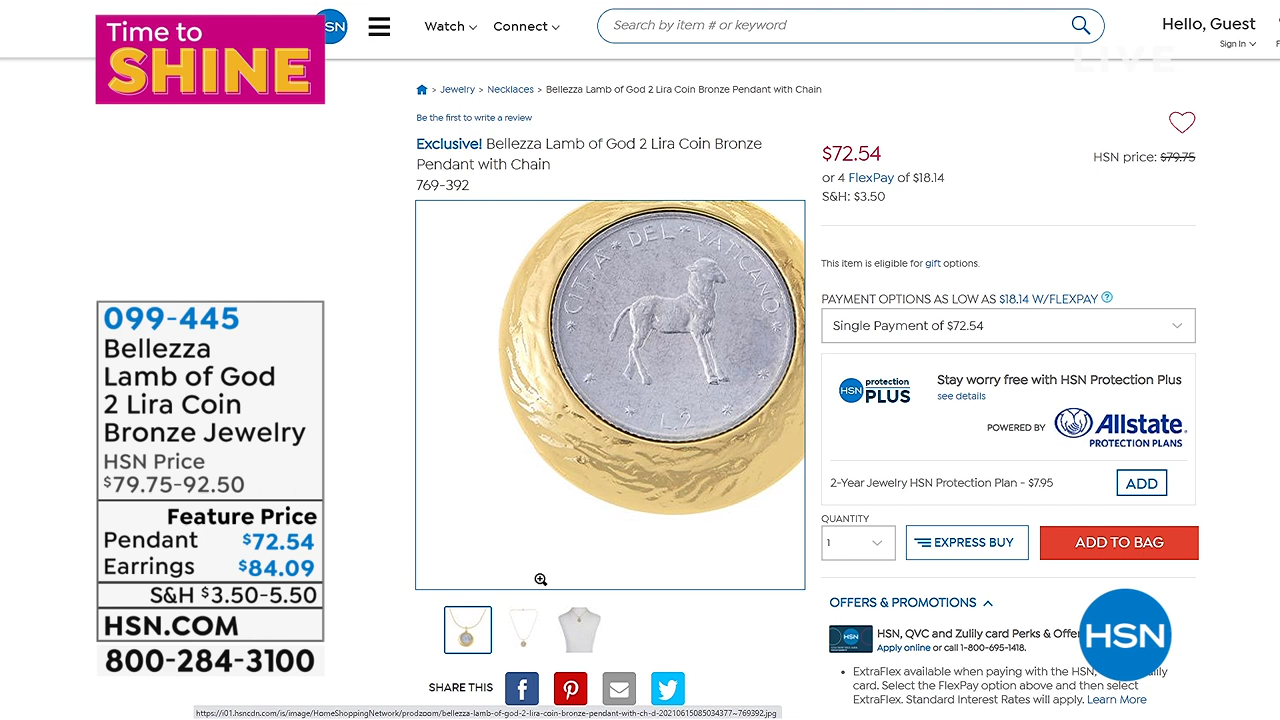 Time to
SHINE
HSN
Watch
Connect
Search by item # or keyword
Hello, Guest
Sign In
LIVE
Jewelry > Necklaces > Bellezza Lamb of God 2 Lira Coin Bronze Pendant with Chain
Be the first to write a review
Exclusive! Bellezza Lamb of God 2 Lira Coin Bronze
Pendant with Chain
769-392
$72.54
HSN price: $79.75
or 4 FlexPay of $18.14
S&H: $3.50
CITTA * DEL * VATICANO
L.2
This item is eligible for gift options.
PAYMENT OPTIONS AS LOW AS $18.14 W/FLEXPAY ?
Single Payment of $72.54
HSN protection
PLUS
Stay worry free with HSN Protection Plus
see details
POWERED BY Allstate.
PROTECTION PLANS
2-Year Jewelry HSN Protection Plan - $7.95
ADD
QUANTITY
1
EXPRESS BUY
ADD TO BAG
OFFERS & PROMOTIONS
HSN
HSN, QVC and Zulily card Perks & Offe
Apply online or call 1-800-695-1418.
HSN
• ExtraFlex available when paying with the HSN,
card. Select the FlexPay option above and then select
ExtraFlex. Standard Interest Rates will apply. Learn More
099-445
Bellezza
Lamb of God
2 Lira Coin
Bronze Jewelry
HSN Price
$79.75-92.50
Feature Price
Pendant $72.54
Earrings $84.09
S&H $3.50-5.50
HSN.COM
800-284-3100
SHARE THIS
https://i01.hsncdn.com/is/image/HomeShoppingNetwork/prodzoom/bellezza-lamb-of-god-2-lira-coin-bronze-pendant-with-ch-d-20210615085034377~769392.jpg